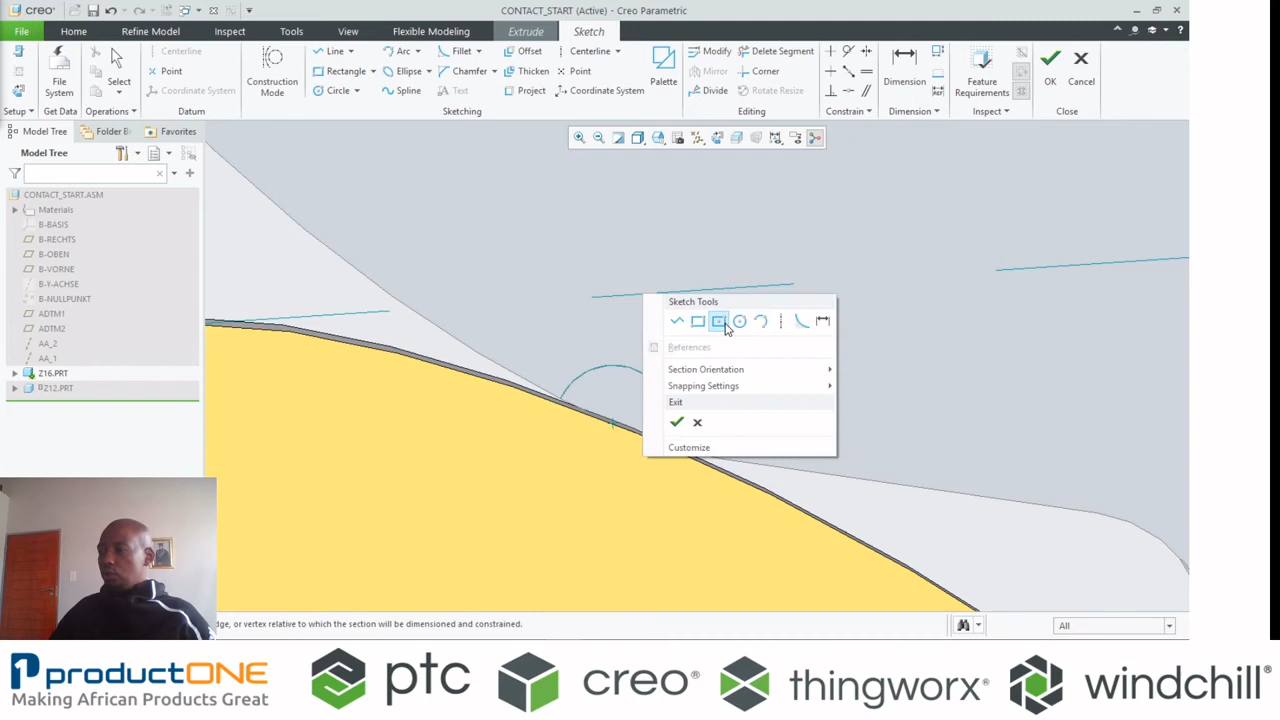 creo® CONTACT_START (Active) - Creo Parametric
File Home Refine Model Inspect Tools View Flexible Modeling Extrude Sketch
Centerline Line Arc Fillet Offset Centerline Modify Delete Segment
Point Rectangle Ellipse Chamfer Thicken Point Mirror Corner
File System Select Coordinate System Construction Mode Circle Spline Project Coordinate System Palette Divide Rotate Resize Dimension Feature Requirements OK Cancel
Setup Get Data Operations Datum Sketching Editing Constrain Dimension Inspect Close
Model Tree Folder B Favorites
Model Tree
CONTACT_START.ASM
Materials
B-BASIS
B-RECHTS
B-OBEN
B-VORNE
B-Y-ACHSE
B-NULLPUNKT
ADTM1
ADTM2
AA_2
AA_1
Z16.PRT
Z12.PRT
Sketch Tools
References
Section Orientation
Snapping Settings
Exit
Customize
dge, or vertex relative to which the section will be dimensioned and constrained.
All
productONE ptc creo® thingworx® windchill®
Making African Products Great